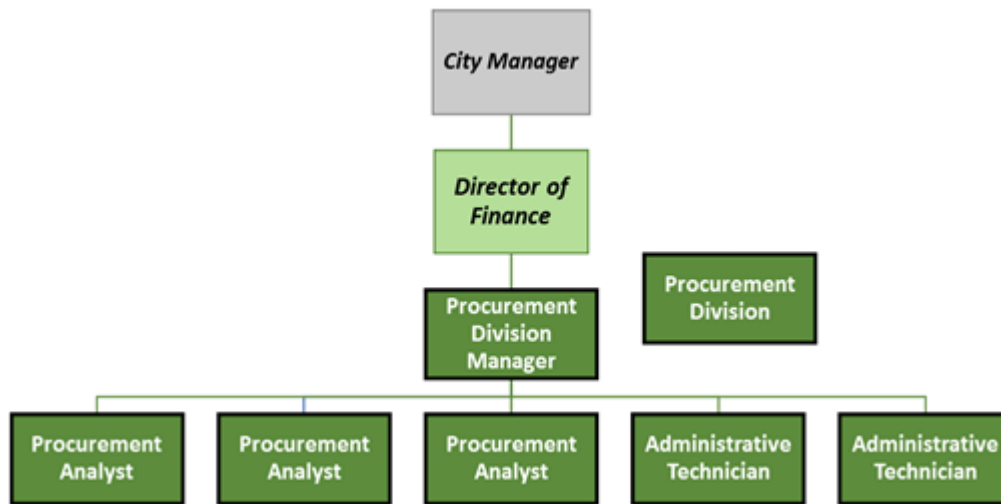 City Manager
Director of
Finance
Procurement
Division
Procurement
Division
Manager
Procurement
Analyst
Procurement
Analyst
Procurement
Analyst
Administrative
Technician
Administrative
Technician